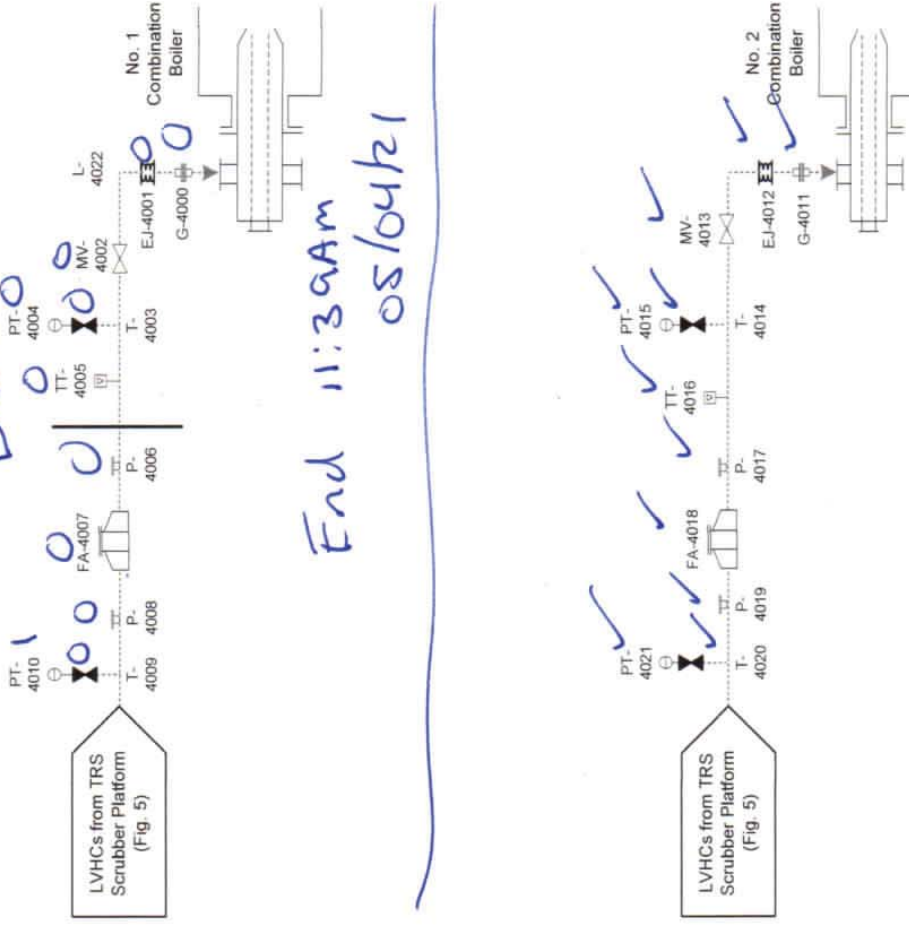 No. 1
Combination
Boiler
L-
4022
O
EJ-4001
O
G-4000
O
MV-
4002
PT-
4004
O
O
T-
4003
O
TT-
4005
V
O
P-
4006
O
FA-4007
O
P-
4008
PT-
4010
1
O
T-
4009
LVHCs from TRS
Scrubber Platform
(Fig. 5)
End 11:39Am
05/04/21
No. 2
Combination
Boiler
EJ-4012
G-4011
MV-
4013
PT-
4015
T-
4014
TT-
4016
V
P-
4017
FA-4018
P-
4019
PT-
4021
T-
4020
LVHCs from TRS
Scrubber Platform
(Fig. 5)